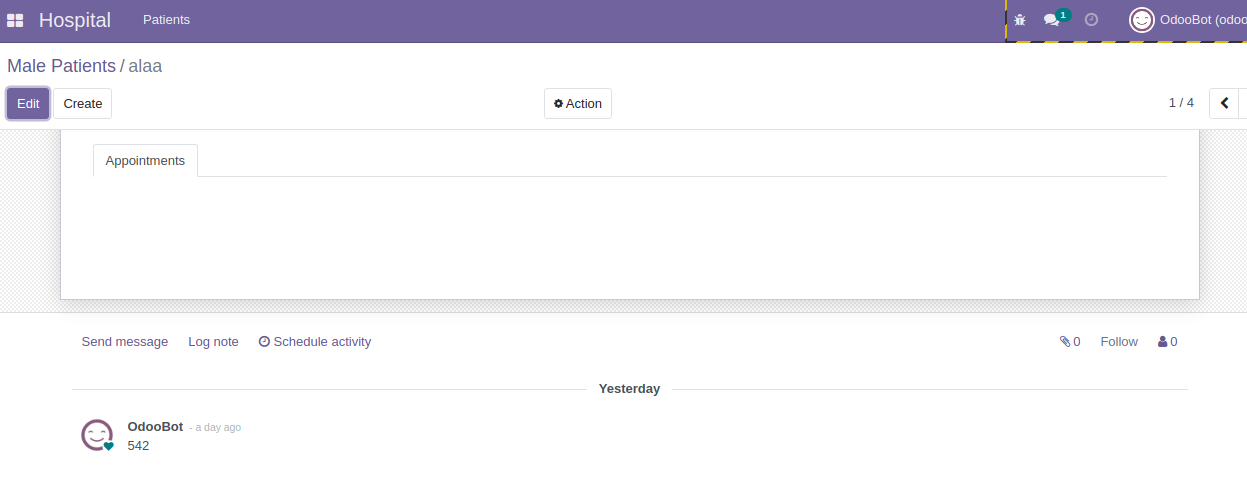 Hospital Patients 1 OdooBot (odoo
Male Patients / alaa
Edit Create Action 1 / 4
Appointments
Send message Log note Schedule activity 0 Follow 0
Yesterday
OdooBot - a day ago
542